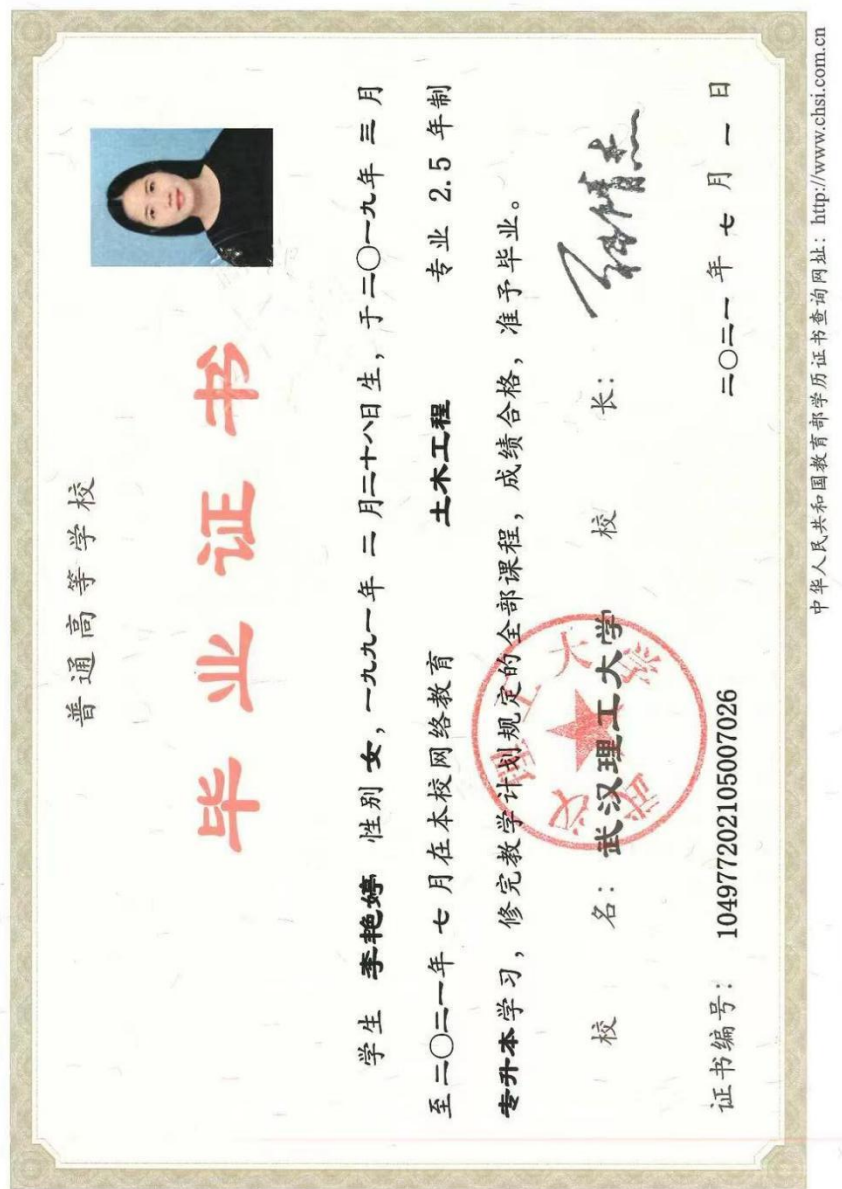 普通高等学校
毕业证书
学生 李艳婷 性别 女，一九九一年 二 月二十八日生，于二〇一九年 三 月
至二〇二一年 七 月在本校网络教育 土木工程 专业 2.5 年制
专升本学习，修完教学计划规定的全部课程，成绩合格，准予毕业。
校 名：武汉理工大学 校 长：
武汉理工大学
证书编号： 104977202105007026 二〇二一 年 七 月 一 日
中华人民共和国教育部学历证书查询网址：http://www.chsi.com.cn